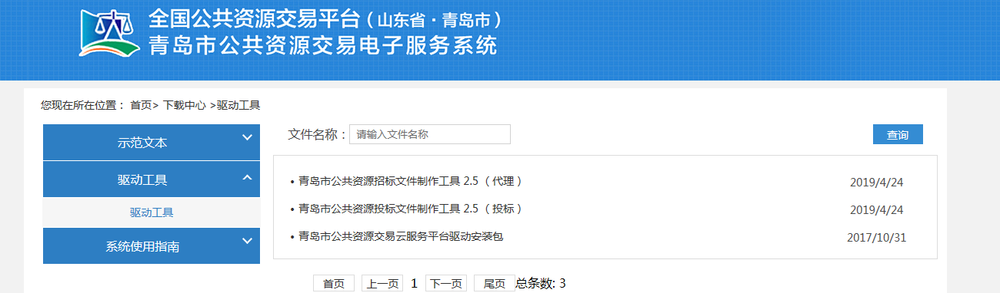 全国公共资源交易平台（山东省·青岛市）
青岛市公共资源交易电子服务系统
您现在所在位置： 首页> 下载中心 >驱动工具
示范文本
驱动工具
驱动工具
系统使用指南
文件名称：请输入文件名称 查询
• 青岛市公共资源招标文件制作工具 2.5 （代理） 2019/4/24
• 青岛市公共资源投标文件制作工具 2.5 （投标） 2019/4/24
• 青岛市公共资源交易云服务平台驱动安装包 2017/10/31
首页 上一页 1 下一页 尾页 总条数: 3